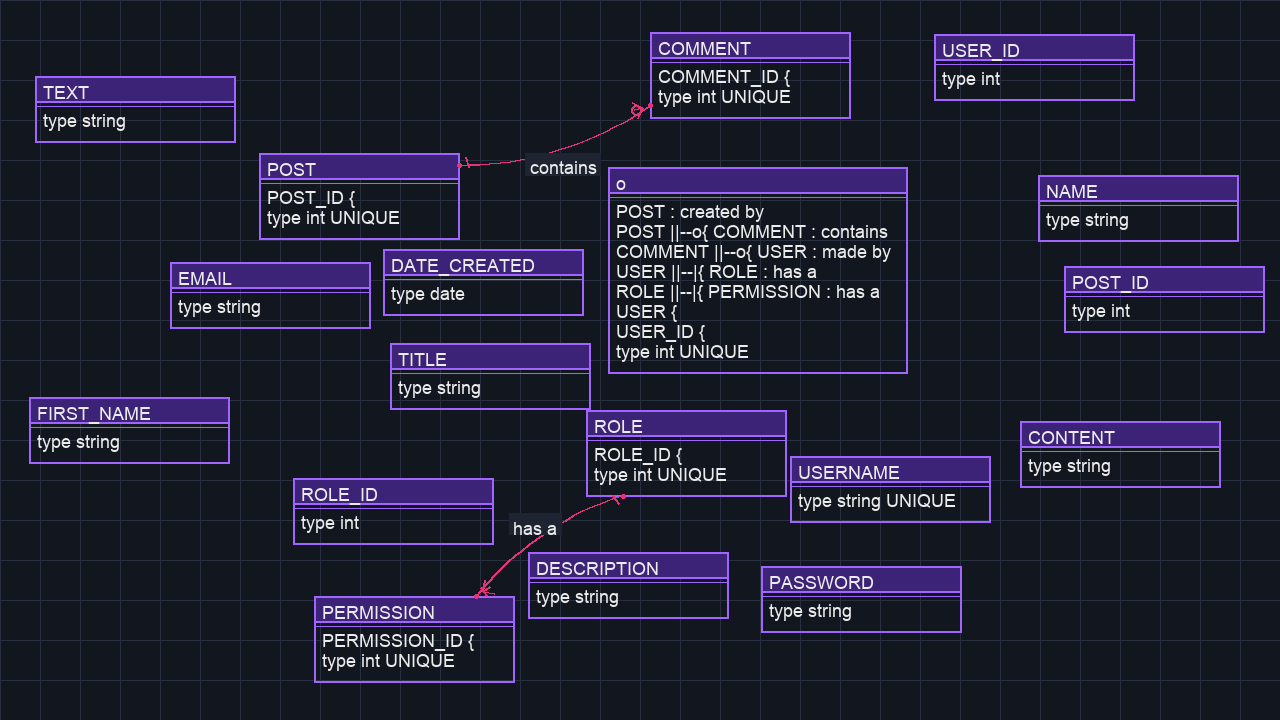 COMMENT
COMMENT_ID {
type int UNIQUE
USER_ID
type int
TEXT
type string
contains
POST
POST_ID {
type int UNIQUE
o
POST : created by
POST ||--o{ COMMENT : contains
COMMENT ||--o{ USER : made by
USER ||--|{ ROLE : has a
ROLE ||--|{ PERMISSION : has a
USER {
USER_ID {
type int UNIQUE
NAME
type string
EMAIL
type string
DATE_CREATED
type date
POST_ID
type int
TITLE
type string
FIRST_NAME
type string
ROLE
ROLE_ID {
type int UNIQUE
CONTENT
type string
USERNAME
type string UNIQUE
ROLE_ID
type int
has a
DESCRIPTION
type string
PASSWORD
type string
PERMISSION
PERMISSION_ID {
type int UNIQUE